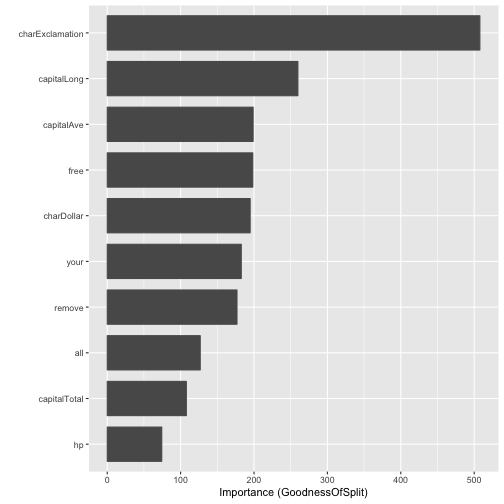 charExclamation
capitalLong
capitalAve
free
charDollar
your
remove
all
capitalTotal
hp
0 100 200 300 400 500
Importance (GoodnessOfSplit)